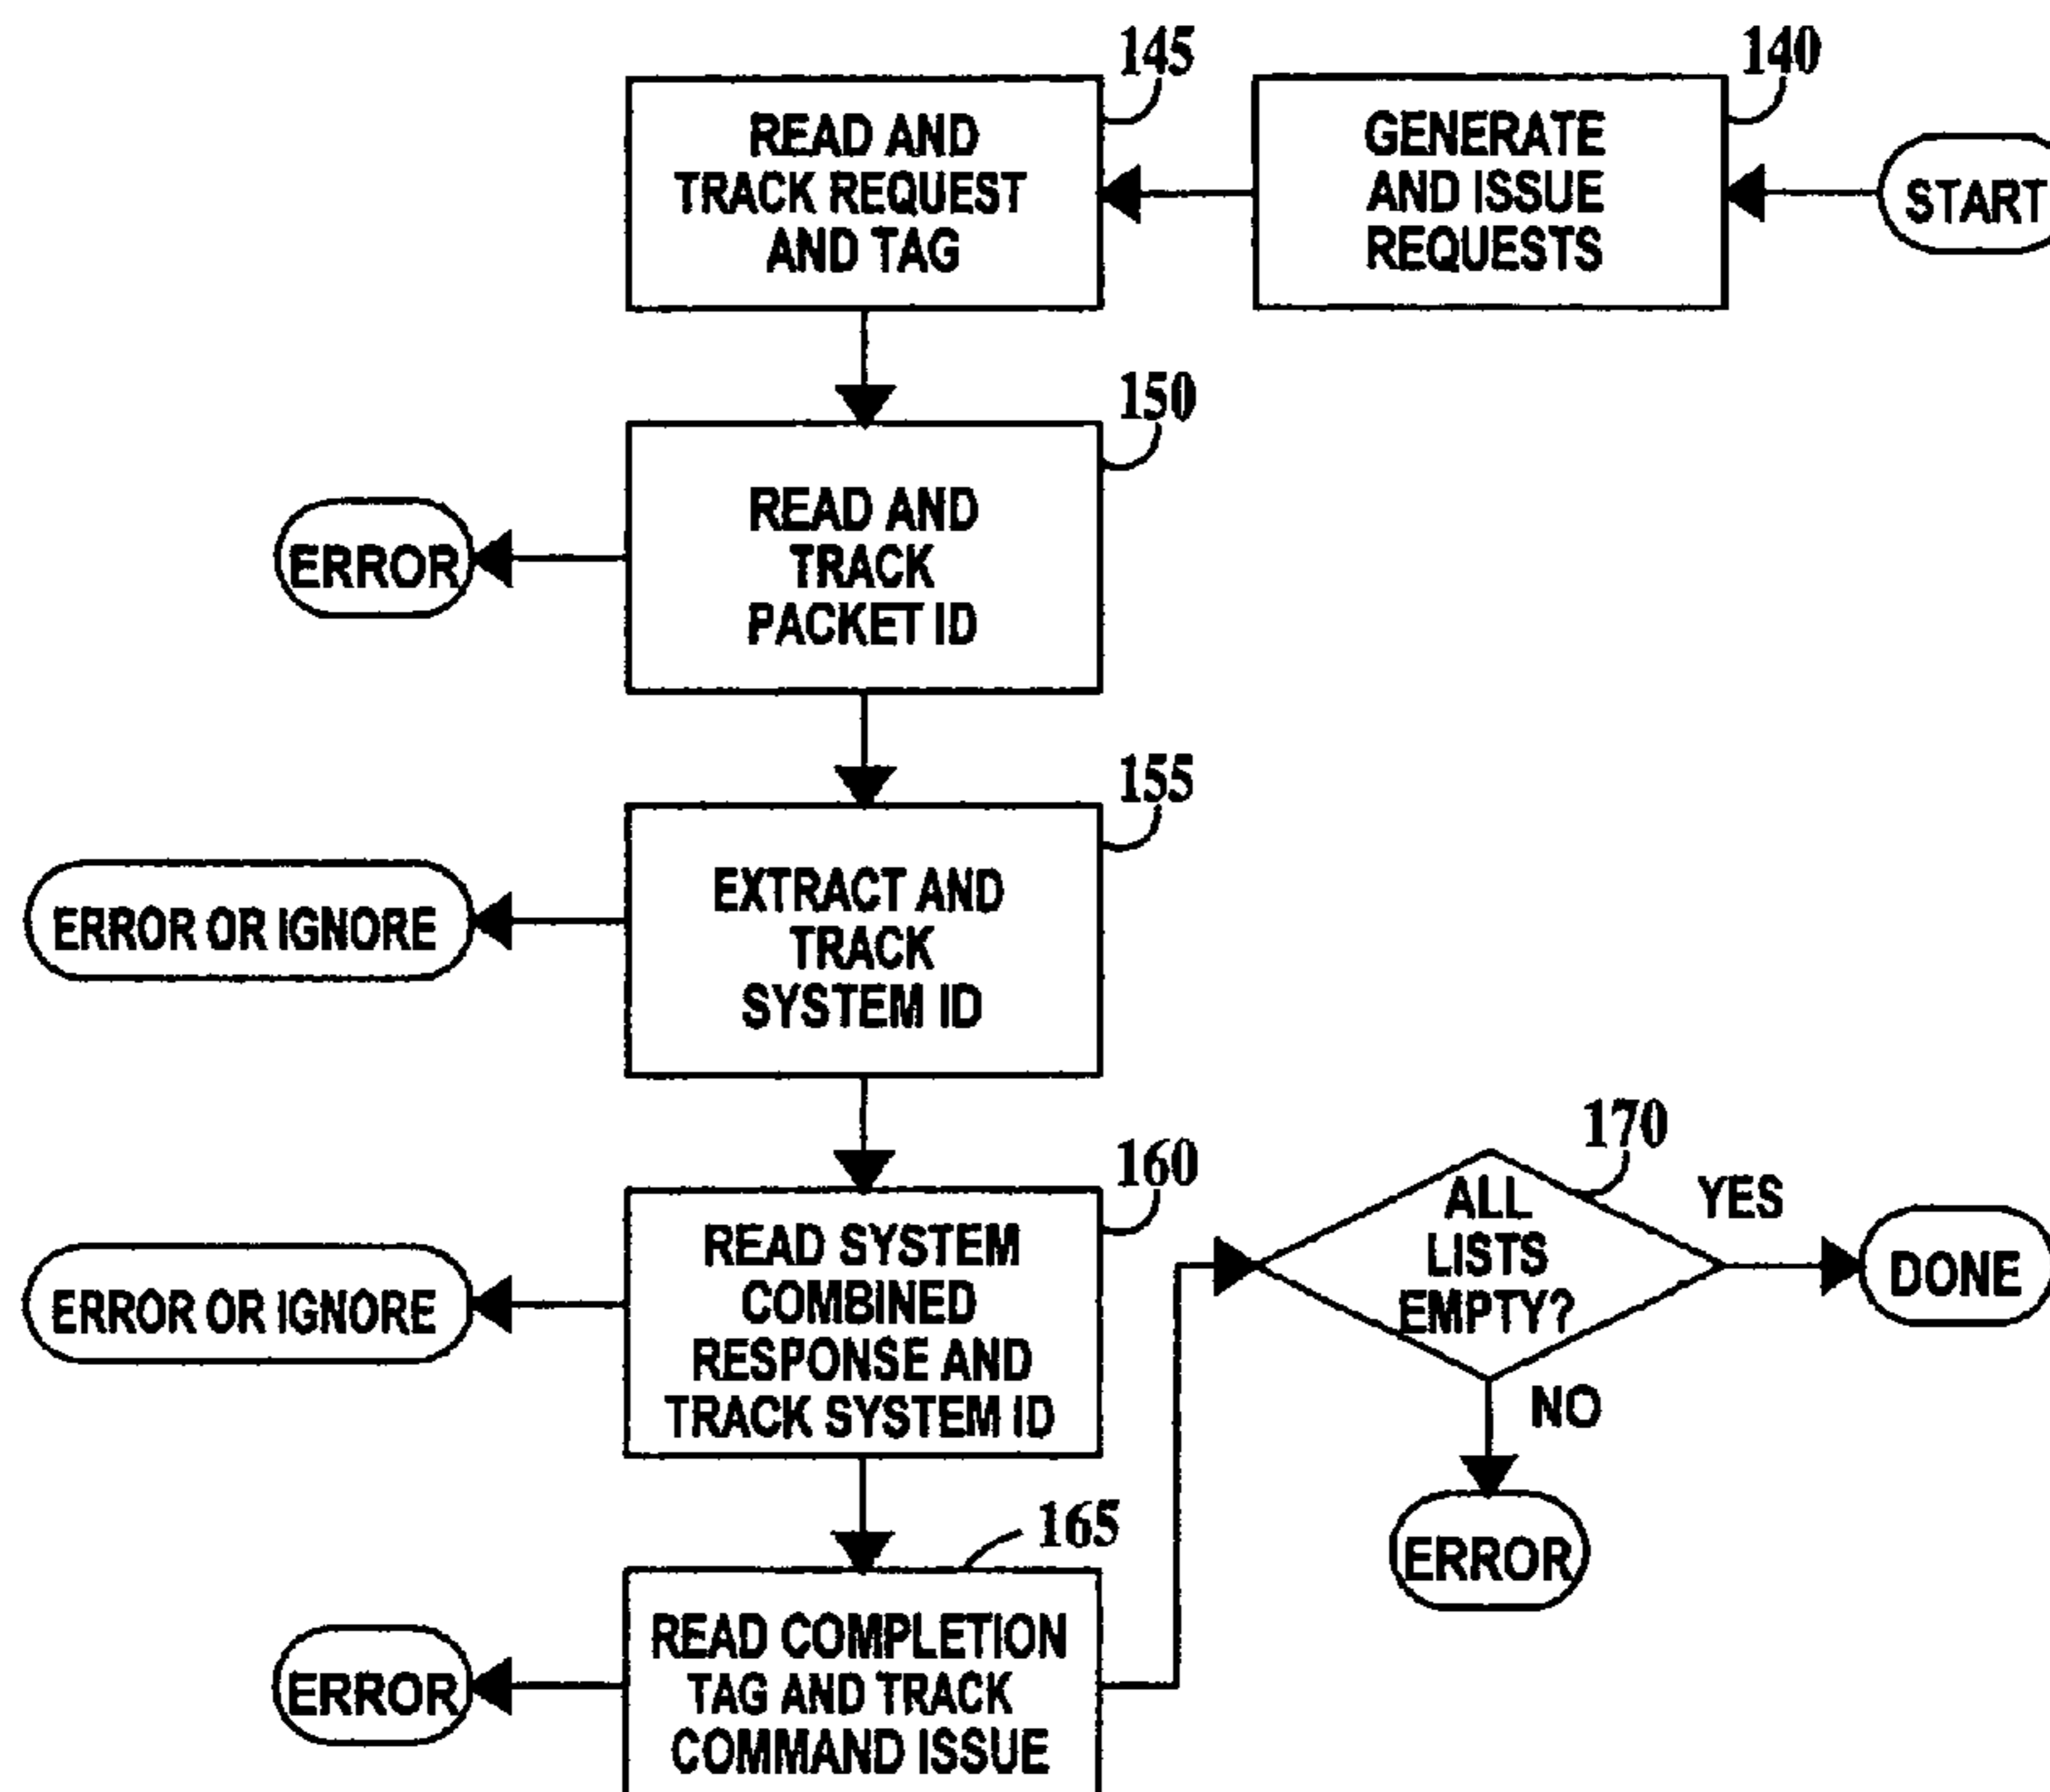 145
140
READ AND
TRACK REQUEST
AND TAG
GENERATE
AND ISSUE
REQUESTS
START
150
READ AND
TRACK
PACKET ID
ERROR
155
EXTRACT AND
TRACK
SYSTEM ID
ERROR OR IGNORE
160
READ SYSTEM
COMBINED
RESPONSE AND
TRACK SYSTEM ID
ERROR OR IGNORE
170
ALL
LISTS
EMPTY?
YES
DONE
NO
ERROR
165
READ COMPLETION
TAG AND TRACK
COMMAND ISSUE
ERROR